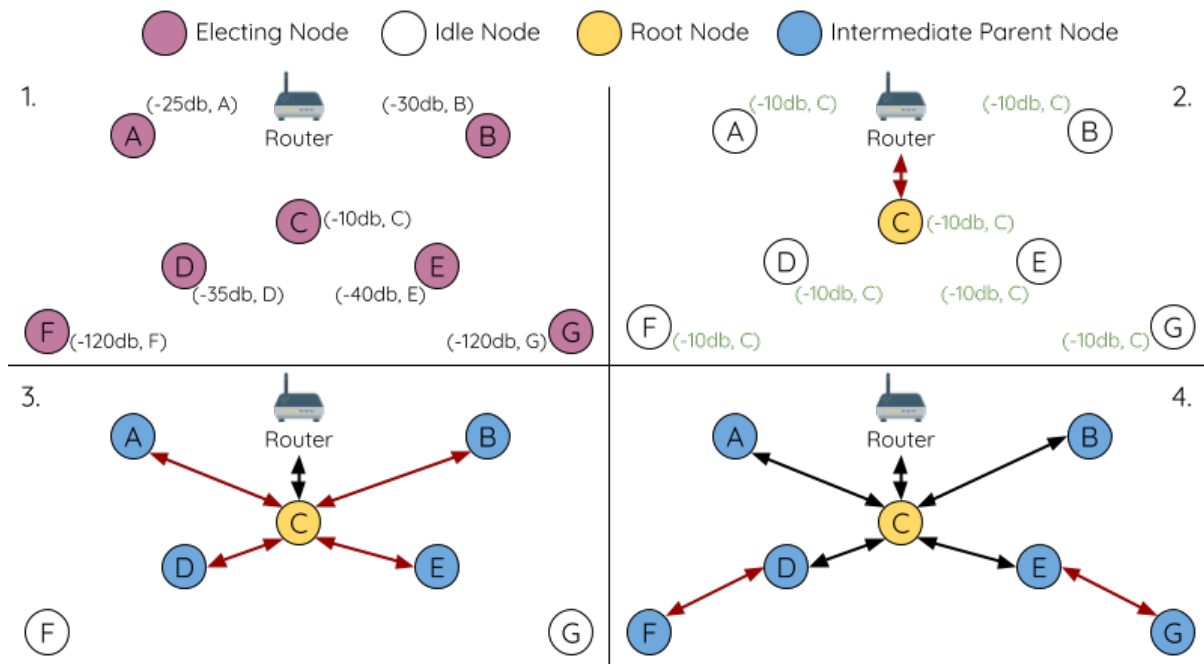 Electing Node Idle Node Root Node Intermediate Parent Node
1.
(-25db, A)
(-30db, B)
A
Router
B
C
(-10db, C)
D
E
(-35db, D)
(-40db, E)
F
(-120db, F)
(-120db, G)
G
2.
(-10db, C)
(-10db, C)
A
Router
B
C
(-10db, C)
D
E
(-10db, C)
(-10db, C)
F
(-10db, C)
(-10db, C)
G
3.
A
Router
B
C
D
E
F
G
4.
A
Router
B
C
D
E
F
G